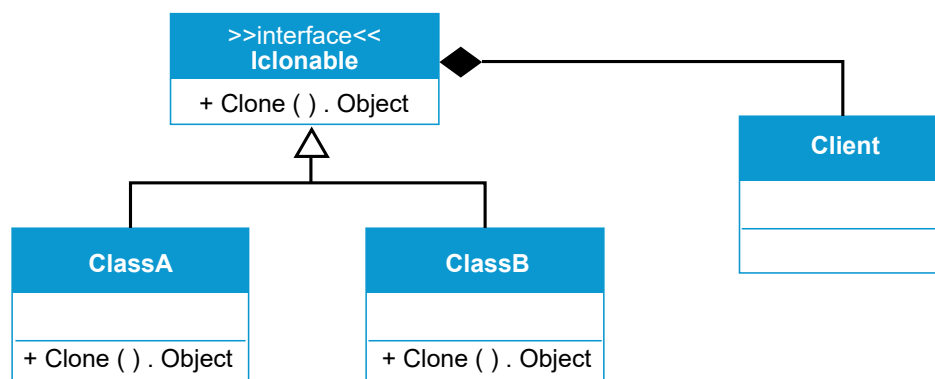 >>interface<<
Iclonable
+ Clone ( ) . Object
Client
ClassA
ClassB
+ Clone ( ) . Object
+ Clone ( ) . Object